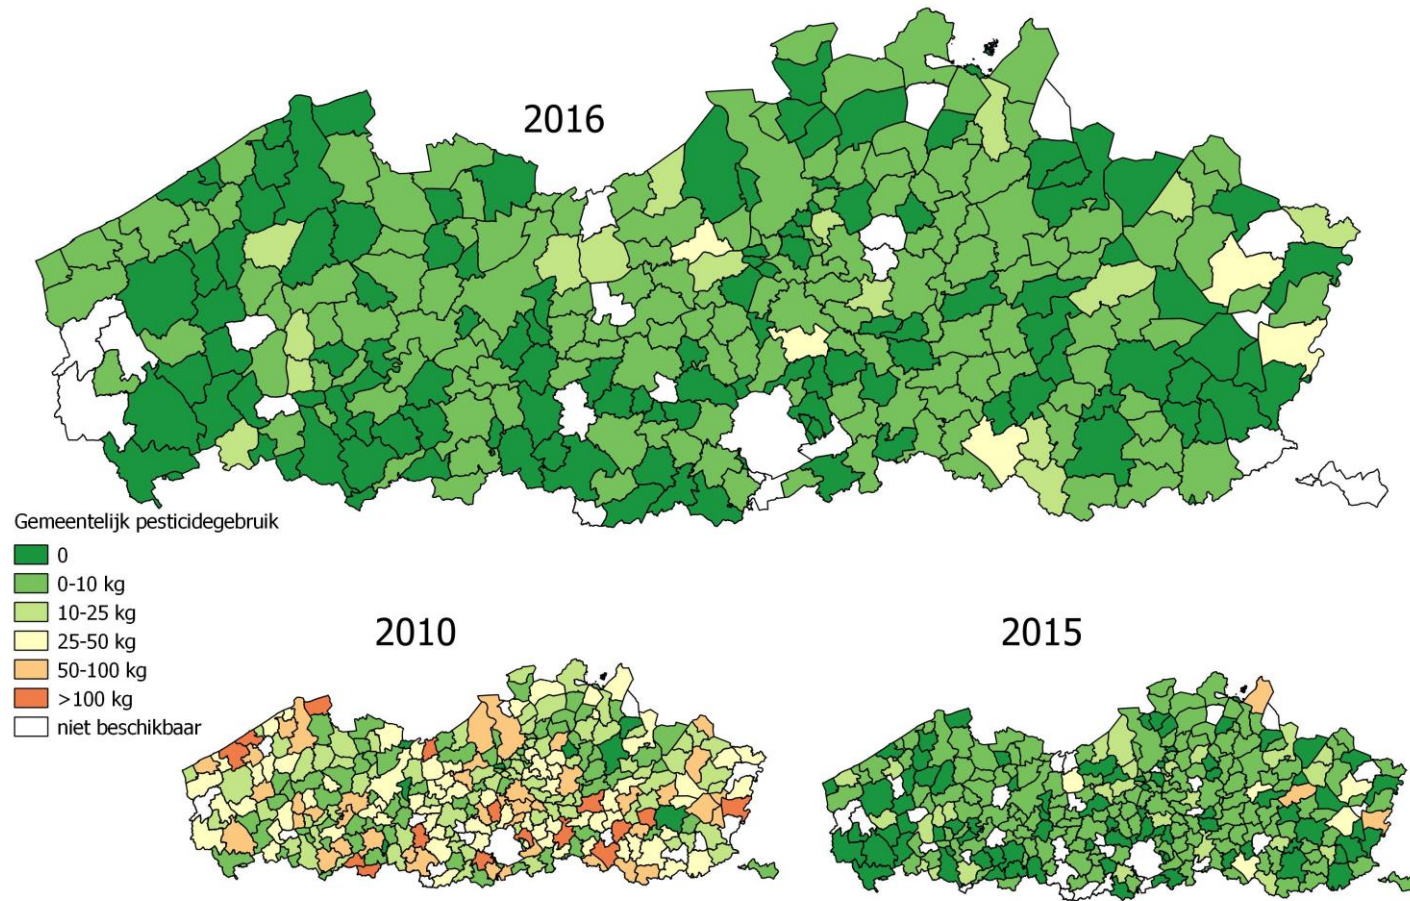 2016
Gemeentelijk pesticidegebruik
0
0-10 kg
10-25 kg
25-50 kg
50-100 kg
>100 kg
niet beschikbaar
2010
2015